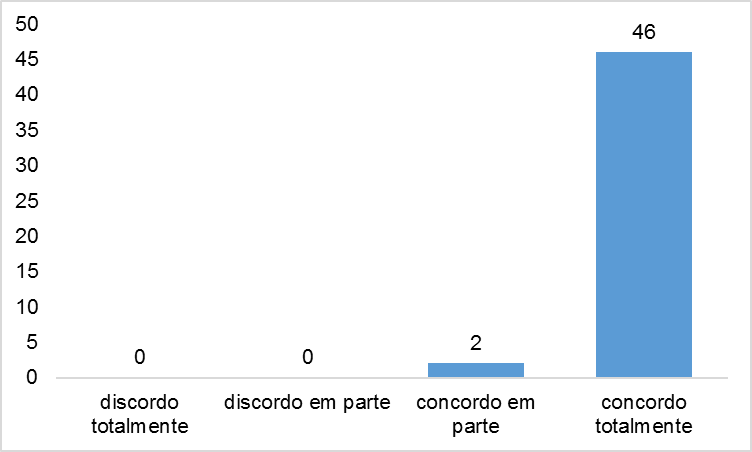 50
45
40
35
30
25
20
15
10
5
0
0
0
2
46
discordo
totalmente
discordo em parte
concordo em
parte
concordo
totalmente